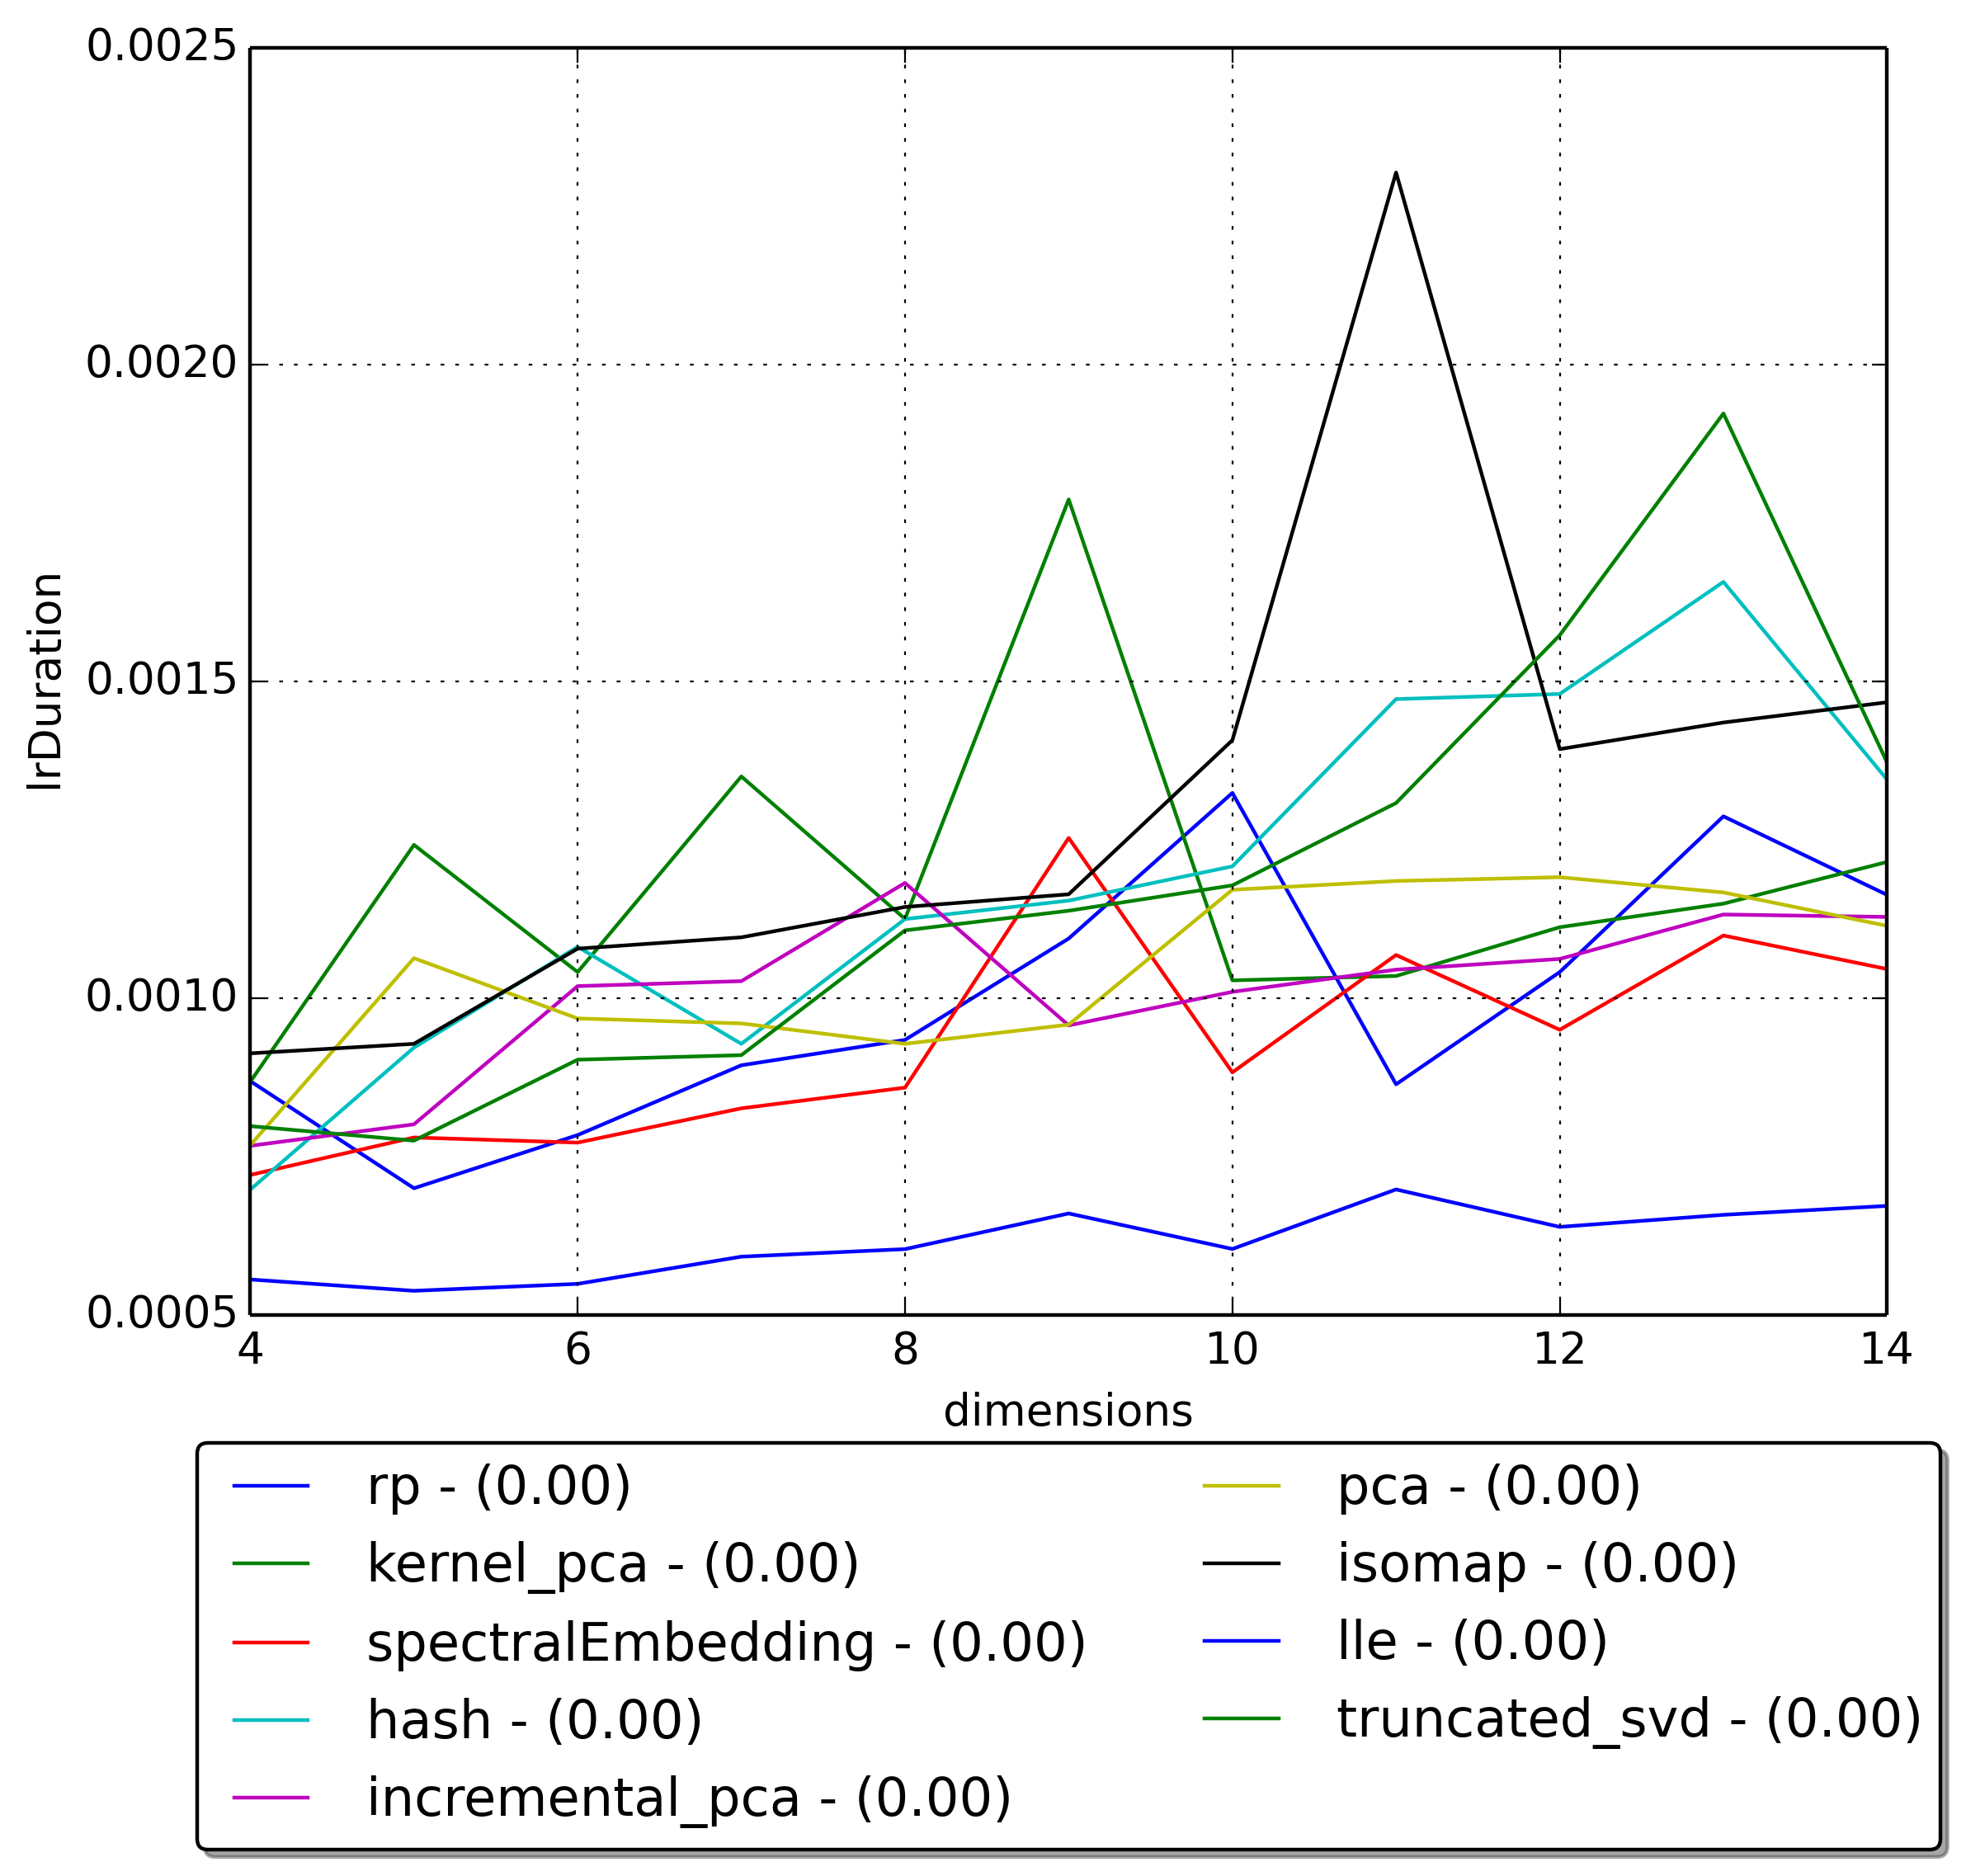 0.0025
0.0020
0.0015
0.0010
0.0005
lrDuration
4 6 8 10 12 14
dimensions
rp - (0.00)
kernel_pca - (0.00)
spectralEmbedding - (0.00)
hash - (0.00)
incremental_pca - (0.00)
pca - (0.00)
isomap - (0.00)
lle - (0.00)
truncated_svd - (0.00)